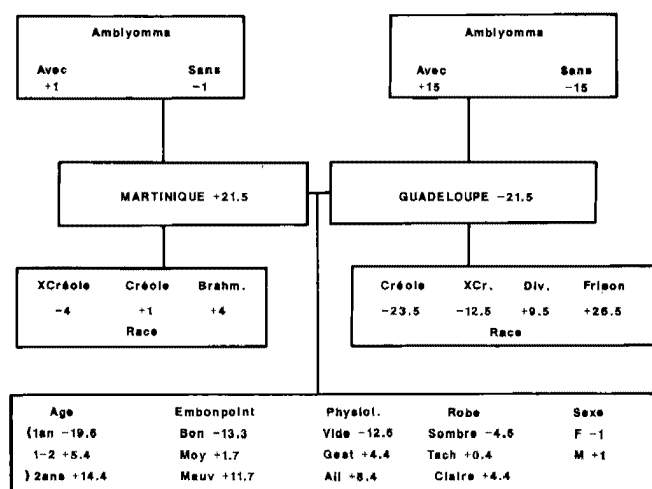 Amblyomma
Avec Sans
+1 -1
Amblyomma
Avec Sans
+15 -15
MARTINIQUE +21.5
GUADELOUPE -21.5
XCréole Créole Brahm.
-4 +1 +4
Race
Créole XCr. Div. Frison
-23.5 -12.5 +9.5 +26.5
Race
Age Embonpoint Physiol. Robe Sexe
(1an -19.6 Bon -13.3 Vide -12.6 Sombre -4.6 F -1
1-2 +5.4 Moy +1.7 Gest +4.4 Tach +0.4 M +1
) 2ans +14.4 Mauv +11.7 All +8.4 Claire +4.4